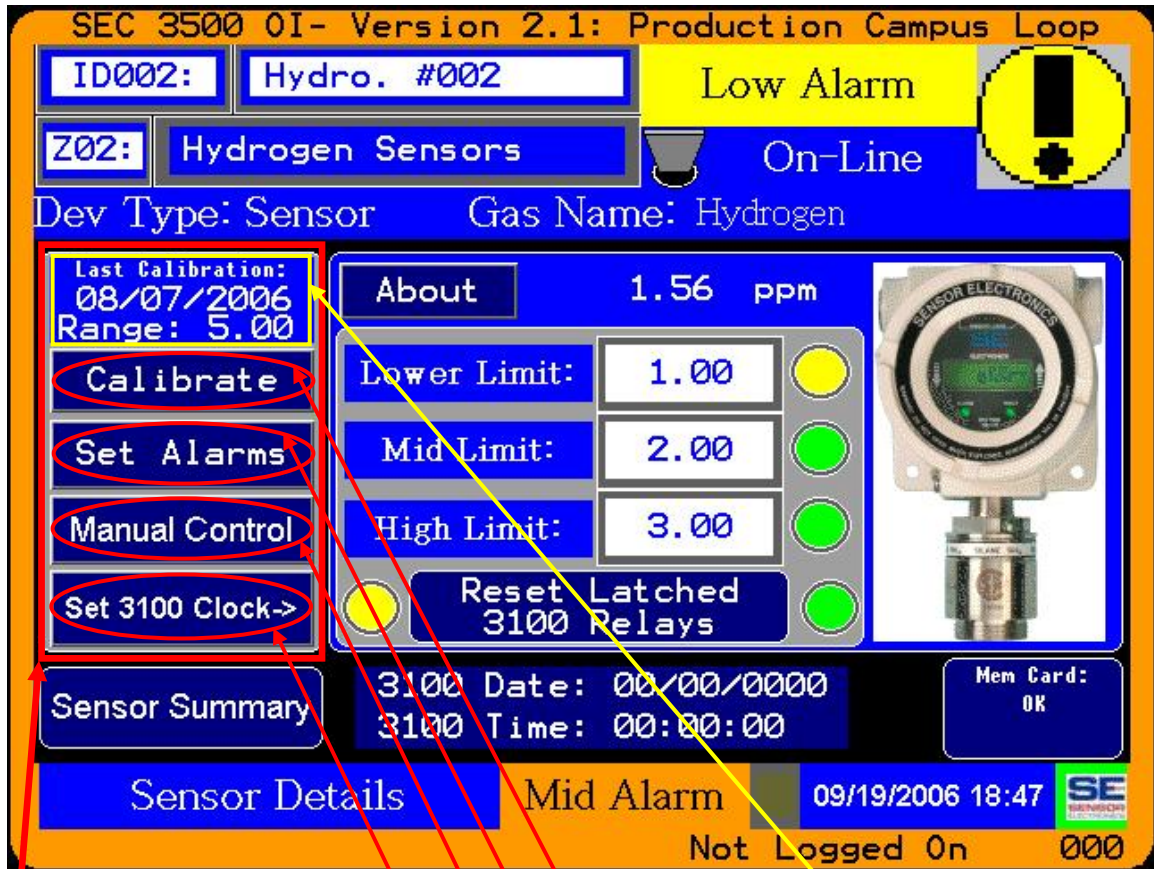 SEC 3500 OI- Version 2.1: Production Campus Loop
ID002: Hydro. #002
Low Alarm
Z02: Hydrogen Sensors
On-Line
Dev Type: Sensor Gas Name: Hydrogen
Last Calibration:
08/07/2006
Range: 5.00
About
1.56 ppm
Calibrate
Lower Limit: 1.00
Set Alarms
Mid Limit: 2.00
Manual Control
High Limit: 3.00
Set 3100 Clock->
Reset Latched
3100 Relays
SENSOR ELECTRONICS
Sensor Summary
3100 Date: 00/00/0000
3100 Time: 00:00:00
Mem Card:
OK
Sensor Details
Mid Alarm
09/19/2006 18:47
SE
SENSOR
ELECTRONICS
Not Logged On 000